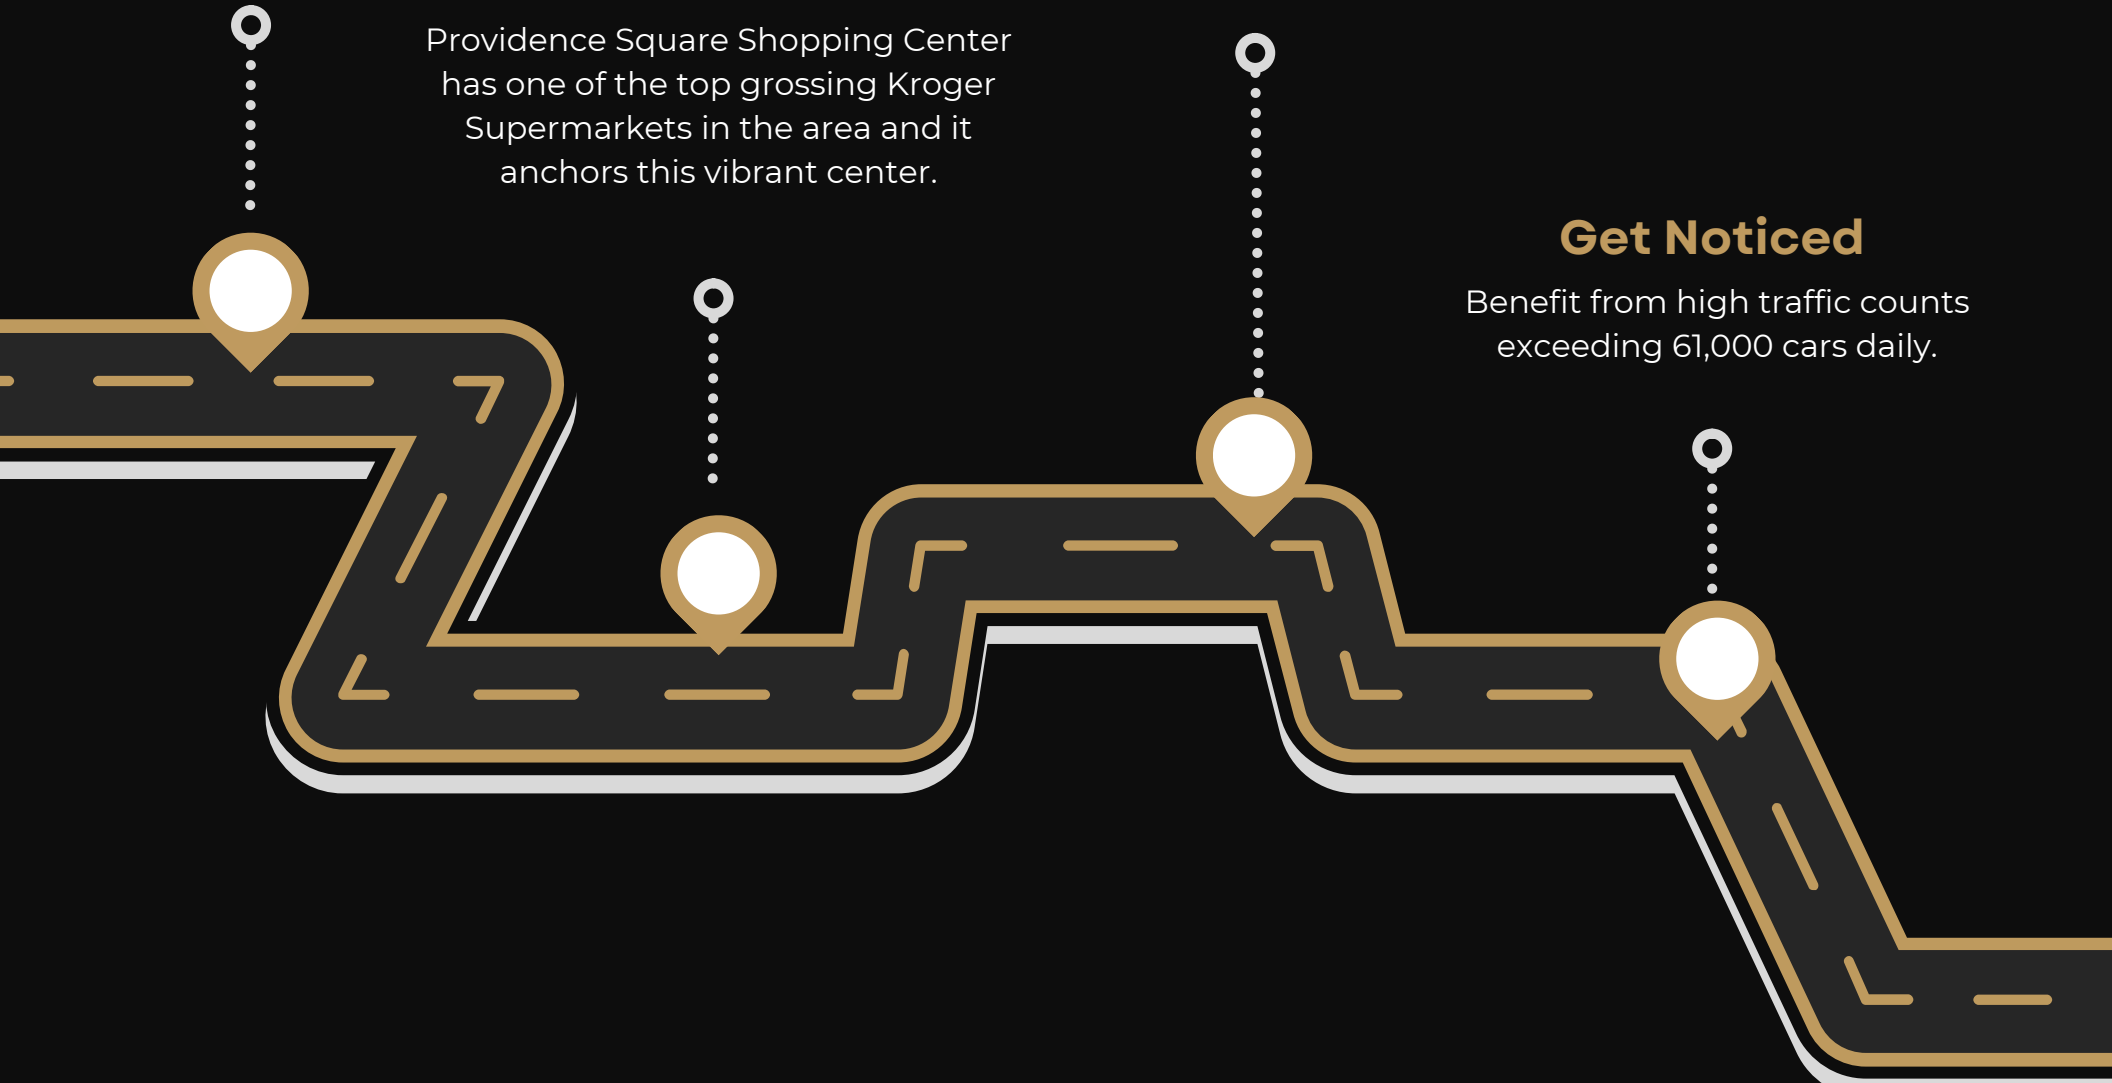 Providence Square Shopping Center
has one of the top grossing Kroger
Supermarkets in the area and it
anchors this vibrant center.
Get Noticed
Benefit from high traffic counts
exceeding 61,000 cars daily.